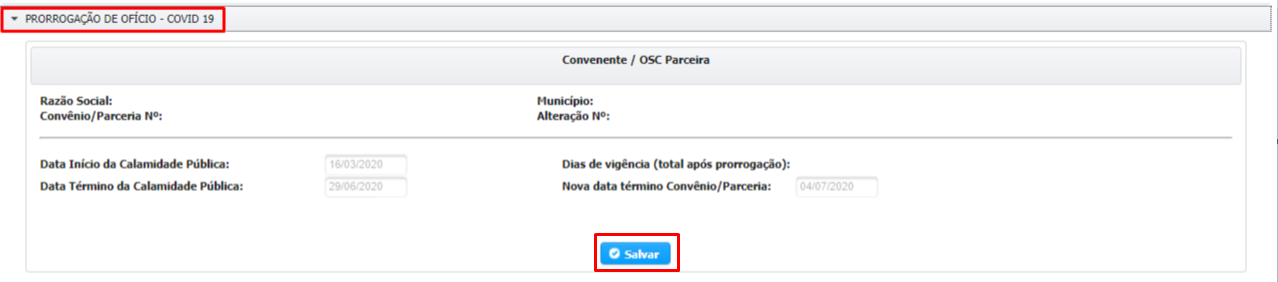 PRORROGAÇÃO DE OFÍCIO - COVID 19
Convenente / OSC Parceira
Razão Social:
Município:
Convênio/Parceria Nº:
Alteração Nº:
Data Início da Calamidade Pública: 16/03/2020
Dias de vigência (total após prorrogação):
Data Término da Calamidade Pública: 29/06/2020
Nova data término Convênio/Parceria: 04/07/2020
Salvar